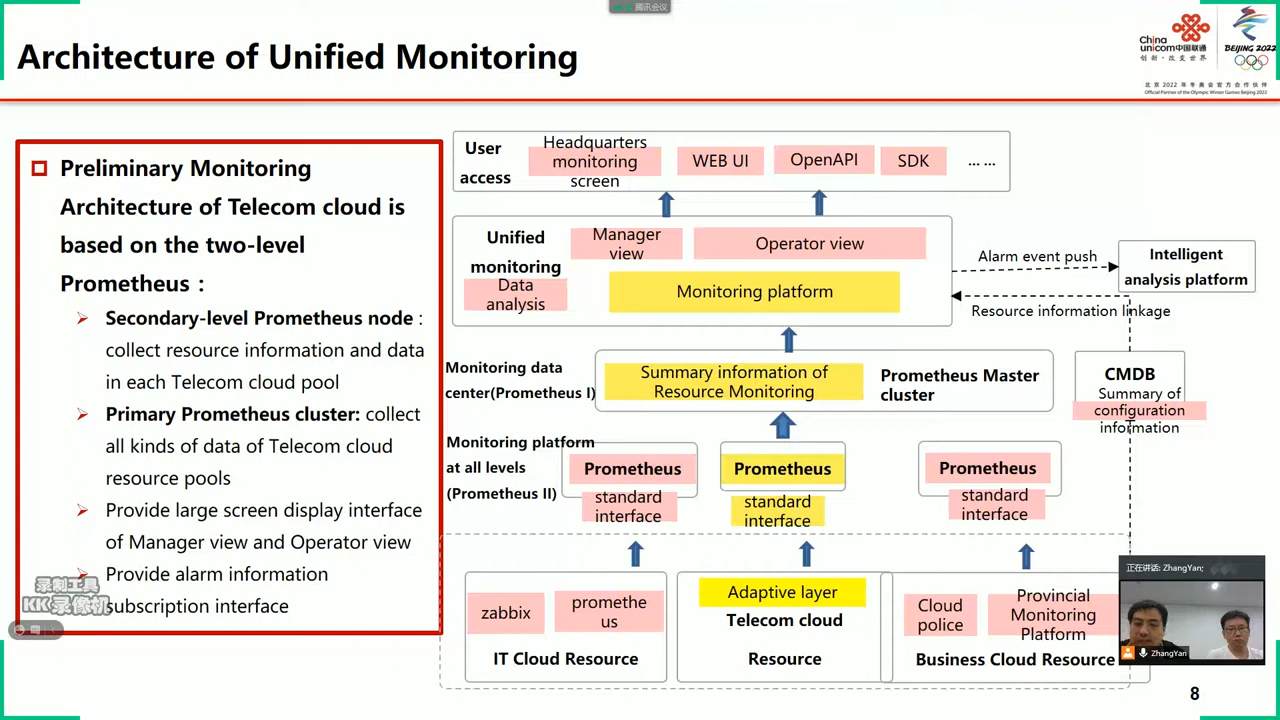 腾讯会议
Architecture of Unified Monitoring
China
unicom中国联通
创新·改变世界
BEIJING 2022
北京2022年冬奥会官方合作伙伴
Official Partner of the Olympic Winter Games Beijing 2022
Preliminary Monitoring
Architecture of Telecom cloud is
based on the two-level
Prometheus：
Secondary-level Prometheus node :
collect resource information and data
in each Telecom cloud pool
Primary Prometheus cluster: collect
all kinds of data of Telecom cloud
resource pools
Provide large screen display interface
of Manager view and Operator view
Provide alarm information
subscription interface
录制工具
KK录像机
User
access
Headquarters
monitoring
screen
WEB UI
OpenAPI
SDK
... ...
Unified
monitoring
Manager
view
Operator view
Data
analysis
Monitoring platform
Alarm event push
Intelligent
analysis platform
Resource information linkage
Monitoring data
center(Prometheus I)
Summary information of
Resource Monitoring
Prometheus Master
cluster
CMDB
Summary of
configuration
information
Monitoring platform
at all levels
(Prometheus II)
Prometheus
standard
interface
Prometheus
standard
interface
Prometheus
standard
interface
zabbix
promethe
us
IT Cloud Resource
Adaptive layer
Telecom cloud
Resource
Cloud
police
Provincial
Monitoring
Platform
Business Cloud Resource
正在讲话: ZhangYan;
ZhangYan
8